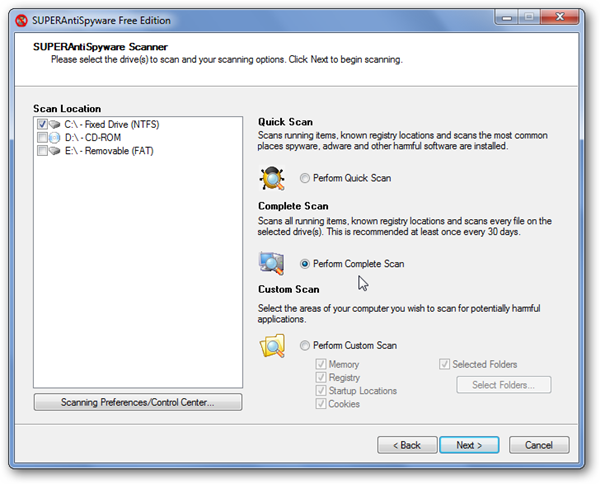 SUPERAntiSpyware Free Edition
SUPERAntiSpyware Scanner
Please select the drive(s) to scan and your scanning options. Click Next to begin scanning.
Scan Location
C:\ - Fixed Drive (NTFS)
D:\ - CD-ROM
E:\ - Removable (FAT)
Scanning Preferences/Control Center...
Quick Scan
Scans running items, known registry locations and scans the most common
places spyware, adware and other harmful software are installed.
Perform Quick Scan
Complete Scan
Scans all running items, known registry locations and scans every file on the
selected drive(s). This is recommended at least once every 30 days.
Perform Complete Scan
Custom Scan
Select the areas of your computer you wish to scan for potentially harmful
applications.
Perform Custom Scan
Memory
Registry
Startup Locations
Cookies
Selected Folders
Select Folders...
< Back
Next >
Cancel